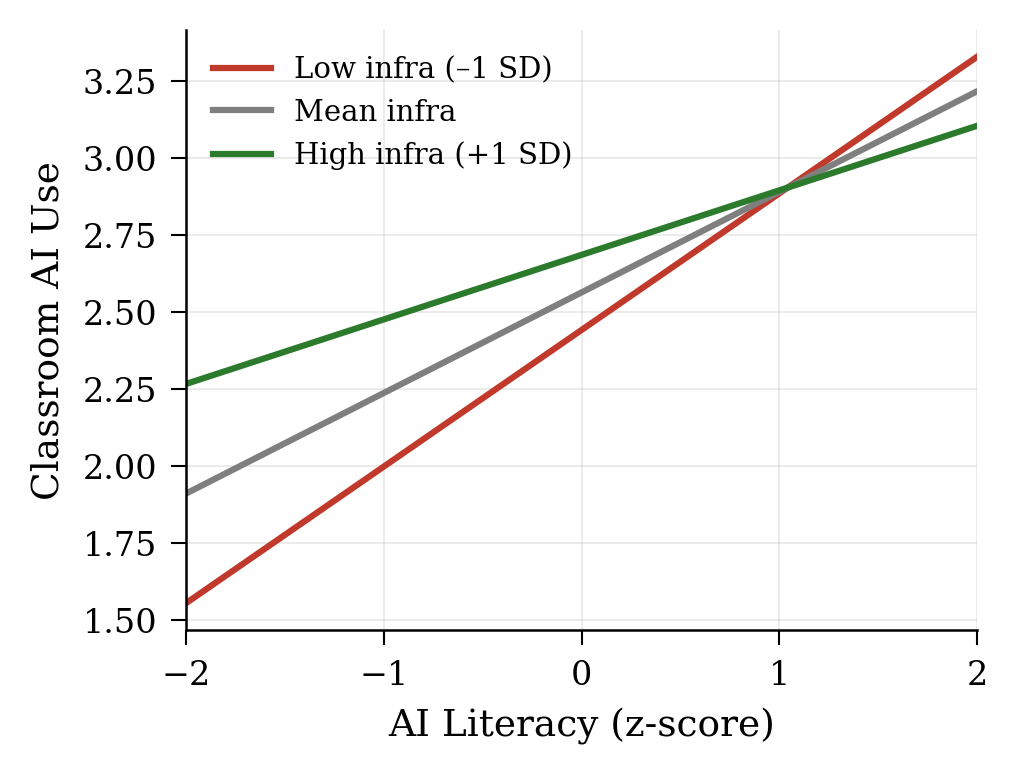 Low infra (–1 SD)
Mean infra
High infra (+1 SD)
Classroom AI Use
3.25
3.00
2.75
2.50
2.25
2.00
1.75
1.50
−2 −1 0 1 2
AI Literacy (z-score)